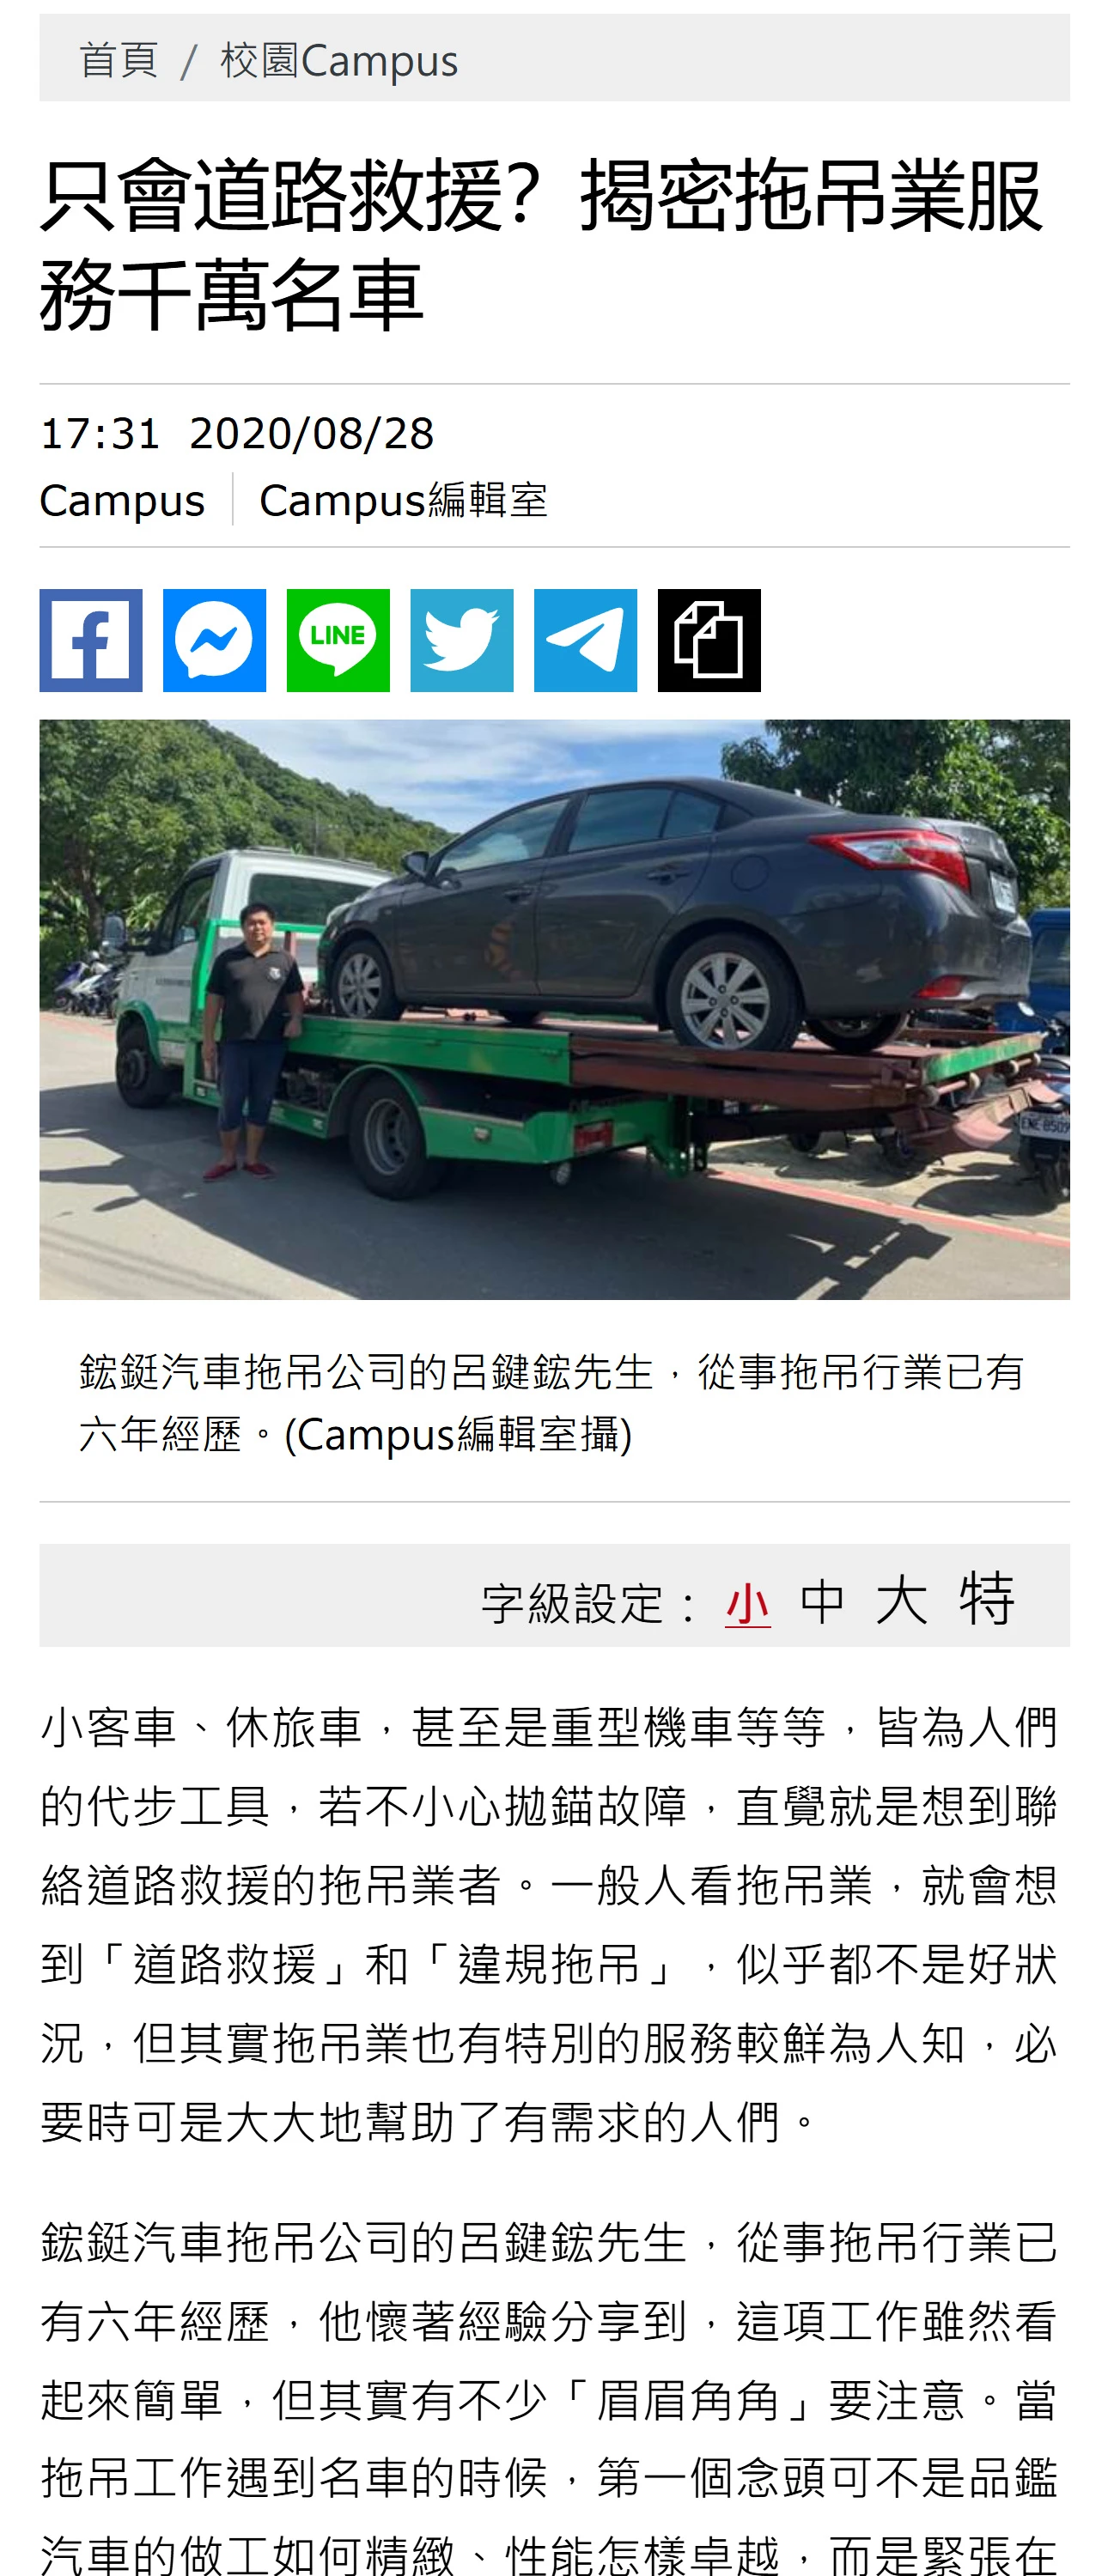 首頁 / 校園Campus
只會道路救援？揭密拖吊業服
務千萬名車
17:31 2020/08/28
Campus | Campus編輯室
LINE
ENE-8509
鋐鋌汽車拖吊公司的呂鍵鋐先生，從事拖吊行業已有
六年經歷。(Campus編輯室攝)
字級設定： 小 中 大 特
小客車、休旅車，甚至是重型機車等等，皆為人們
的代步工具，若不小心拋錨故障，直覺就是想到聯
絡道路救援的拖吊業者。一般人看拖吊業，就會想
到「道路救援」和「違規拖吊」，似乎都不是好狀
況，但其實拖吊業也有特別的服務較鮮為人知，必
要時可是大大地幫助了有需求的人們。
鋐鋌汽車拖吊公司的呂鍵鋐先生，從事拖吊行業已
有六年經歷，他懷著經驗分享到，這項工作雖然看
起來簡單，但其實有不少「眉眉角角」要注意。當
拖吊工作遇到名車的時候，第一個念頭可不是品鑑
汽車的做工如何精緻、性能怎樣卓越，而是緊張在